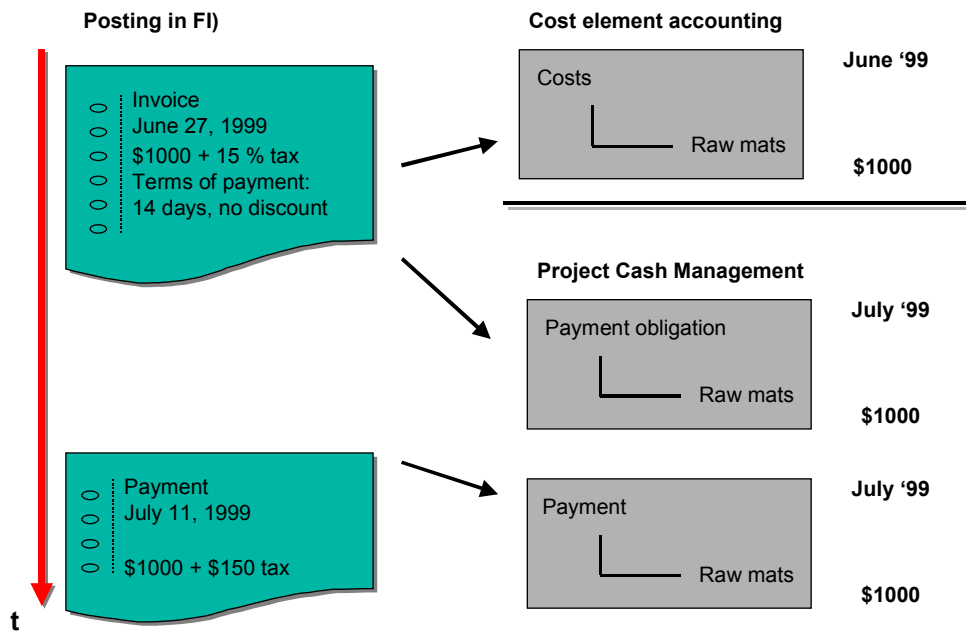 Posting in FI)
Invoice
June 27, 1999
$1000 + 15 % tax
Terms of payment:
14 days, no discount
Payment
July 11, 1999
$1000 + $150 tax
t
Cost element accounting
Costs
Raw mats
June ‘99
$1000
Project Cash Management
Payment obligation
Raw mats
July ‘99
$1000
Payment
Raw mats
July ‘99
$1000